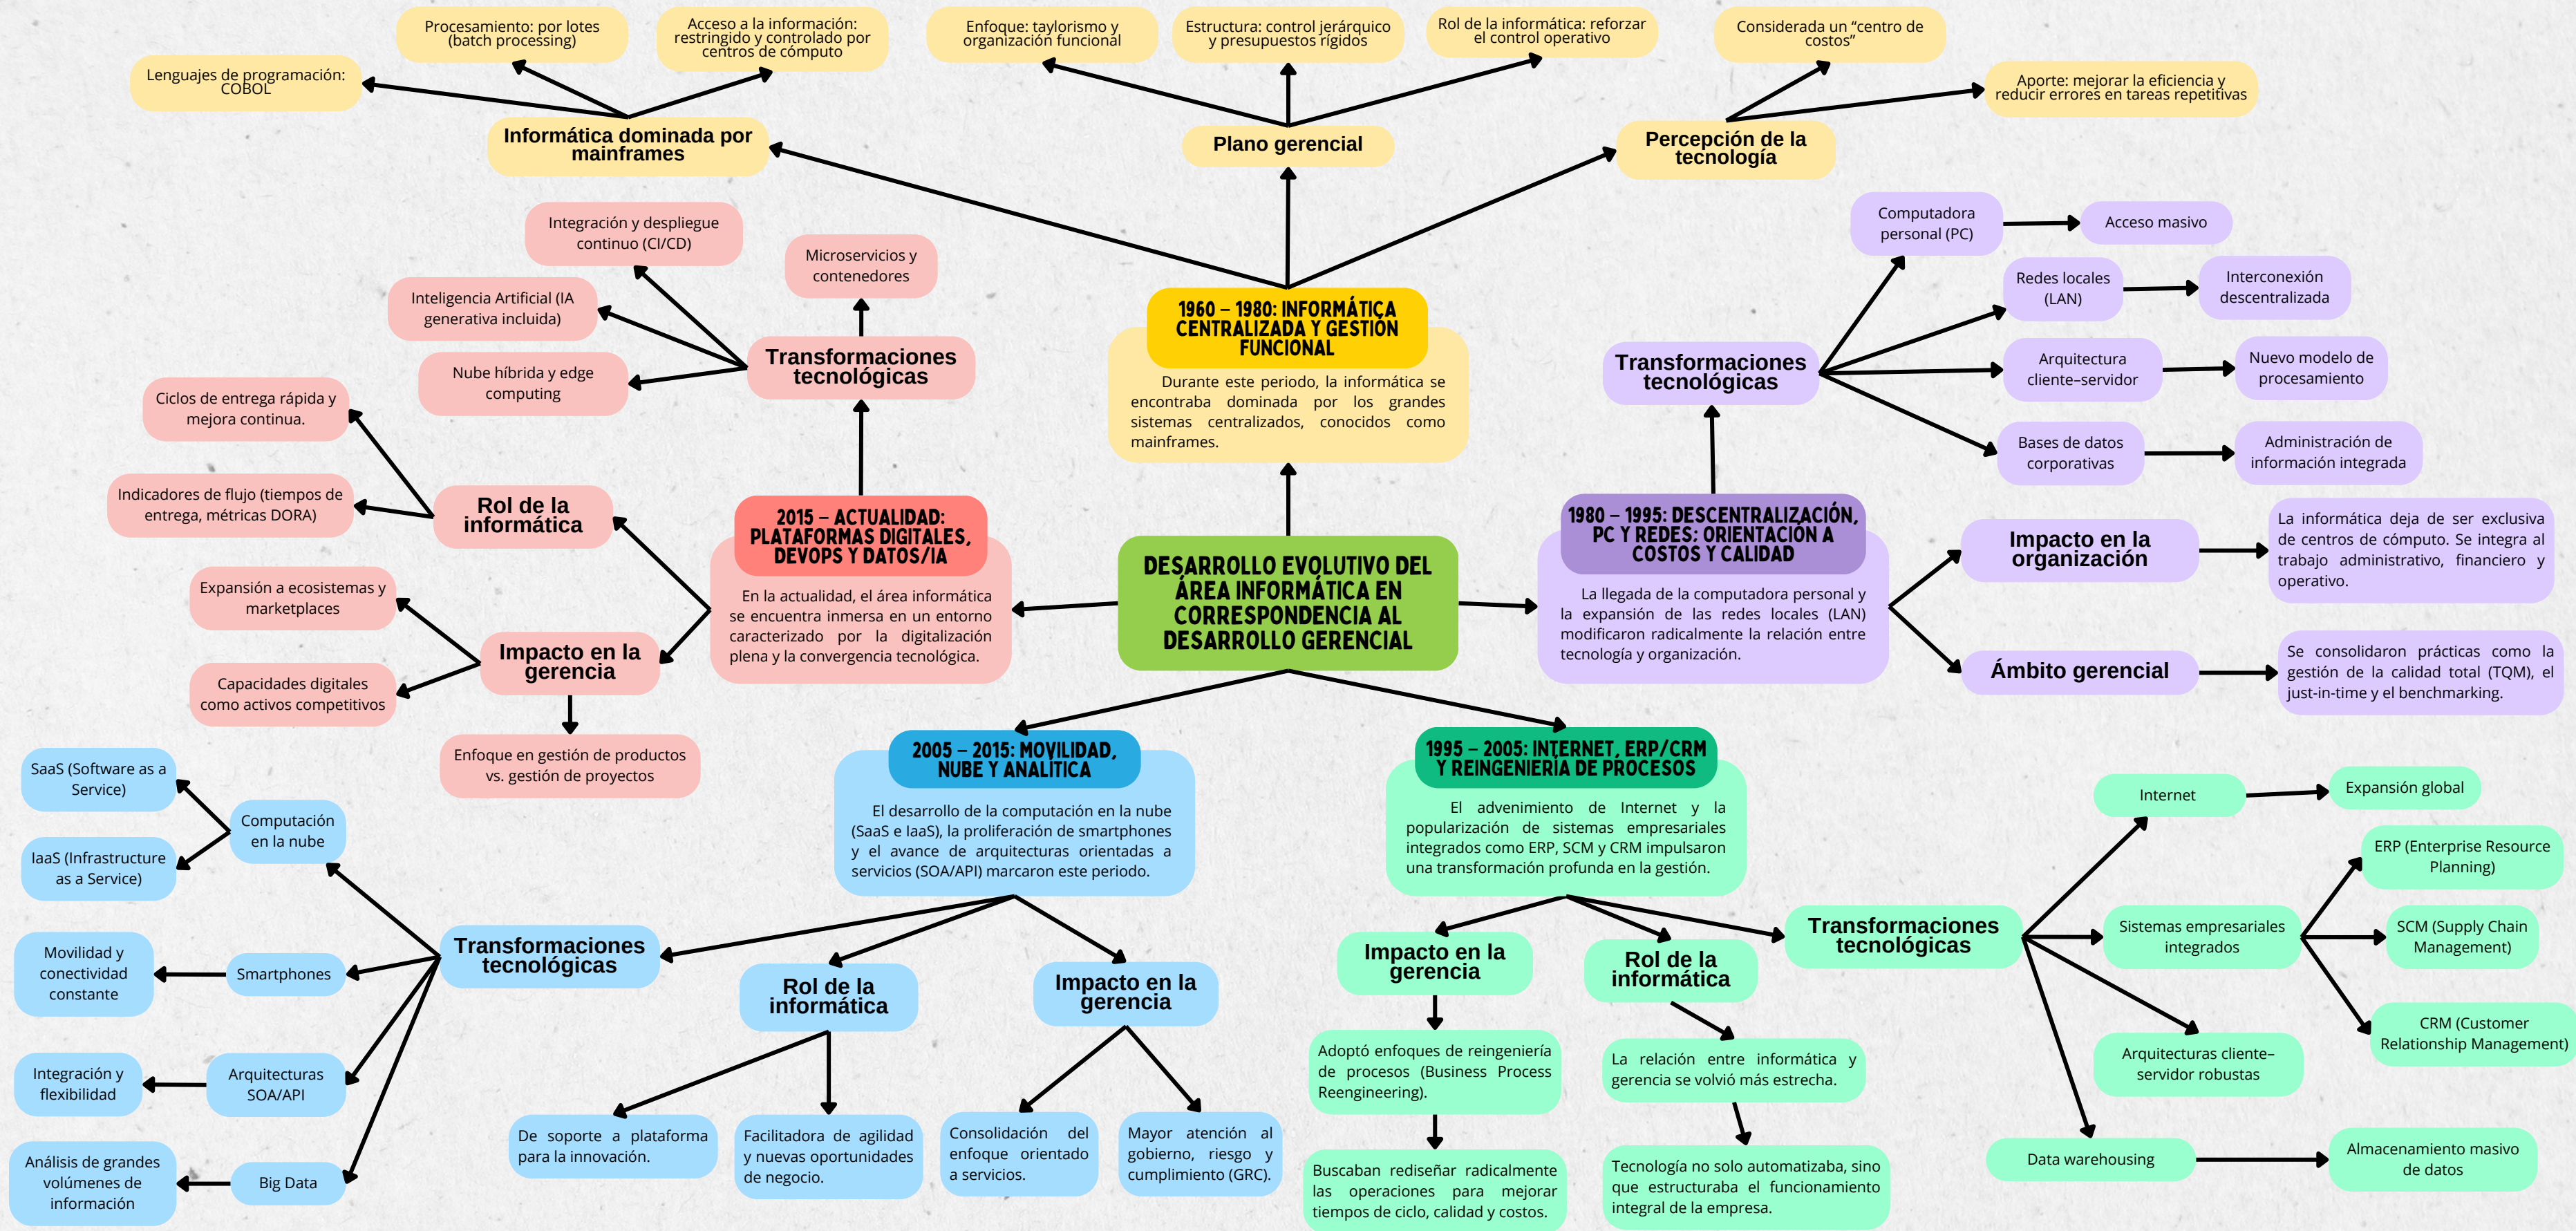 Procesamiento: por lotes
(batch processing)
Acceso a la información:
restringido y controlado por
centros de cómputo
Lenguajes de programación:
COBOL
Informática dominada por
mainframes
Enfoque: taylorismo y
organización funcional
Estructura: control jerárquico
y presupuestos rígidos
Rol de la informática: reforzar
el control operativo
Plano gerencial
Considerada un “centro de
costos”
Aporte: mejorar la eficiencia y
reducir errores en tareas repetitivas
Percepción de la
tecnología
1960 – 1980: INFORMÁTICA
CENTRALIZADA Y GESTIÓN
FUNCIONAL
Durante este periodo, la informática se
encontraba dominada por los grandes
sistemas centralizados, conocidos como
mainframes.
Integración y despliegue
continuo (CI/CD)
Microservicios y
contenedores
Inteligencia Artificial (IA
generativa incluida)
Nube híbrida y edge
computing
Transformaciones
tecnológicas
Ciclos de entrega rápida y
mejora continua.
Indicadores de flujo (tiempos de
entrega, métricas DORA)
Rol de la
informática
2015 – ACTUALIDAD:
PLATAFORMAS DIGITALES,
DEVOPS Y DATOS/IA
En la actualidad, el área informática
se encuentra inmersa en un entorno
caracterizado por la digitalización
plena y la convergencia tecnológica.
Expansión a ecosistemas y
marketplaces
Capacidades digitales
como activos competitivos
Impacto en la
gerencia
Enfoque en gestión de productos
vs. gestión de proyectos
DESARROLLO EVOLUTIVO DEL
ÁREA INFORMÁTICA EN
CORRESPONDENCIA AL
DESARROLLO GERENCIAL
Computadora
personal (PC)
Acceso masivo
Redes locales
(LAN)
Interconexión
descentralizada
Transformaciones
tecnológicas
Arquitectura
cliente–servidor
Nuevo modelo de
procesamiento
Bases de datos
corporativas
Administración de
información integrada
1980 – 1995: DESCENTRALIZACIÓN,
PC Y REDES: ORIENTACIÓN A
COSTOS Y CALIDAD
La llegada de la computadora personal y
la expansión de las redes locales (LAN)
modificaron radicalmente la relación entre
tecnología y organización.
Impacto en la
organización
La informática deja de ser exclusiva
de centros de cómputo. Se integra al
trabajo administrativo, financiero y
operativo.
Ámbito gerencial
Se consolidaron prácticas como la
gestión de la calidad total (TQM), el
just-in-time y el benchmarking.
2005 – 2015: MOVILIDAD,
NUBE Y ANALÍTICA
El desarrollo de la computación en la nube
(SaaS e IaaS), la proliferación de smartphones
y el avance de arquitecturas orientadas a
servicios (SOA/API) marcaron este periodo.
SaaS (Software as a
Service)
IaaS (Infrastructure
as a Service)
Computación
en la nube
Movilidad y
conectividad
constante
Smartphones
Transformaciones
tecnológicas
Integración y
flexibilidad
Arquitecturas
SOA/API
Análisis de grandes
volúmenes de
información
Big Data
Rol de la
informática
De soporte a plataforma
para la innovación.
Facilitadora de agilidad
y nuevas oportunidades
de negocio.
Impacto en la
gerencia
Consolidación del
enfoque orientado
a servicios.
Mayor atención al
gobierno, riesgo y
cumplimiento (GRC).
1995 – 2005: INTERNET, ERP/CRM
Y REINGENIERÍA DE PROCESOS
El advenimiento de Internet y la
popularización de sistemas empresariales
integrados como ERP, SCM y CRM impulsaron
una transformación profunda en la gestión.
Impacto en la
gerencia
Adoptó enfoques de reingeniería
de procesos (Business Process
Reengineering).
Buscaban rediseñar radicalmente
las operaciones para mejorar
tiempos de ciclo, calidad y costos.
Rol de la
informática
La relación entre informática y
gerencia se volvió más estrecha.
Tecnología no solo automatizaba, sino
que estructuraba el funcionamiento
integral de la empresa.
Transformaciones
tecnológicas
Internet
Expansión global
Sistemas empresariales
integrados
ERP (Enterprise Resource
Planning)
SCM (Supply Chain
Management)
CRM (Customer
Relationship Management)
Arquitecturas cliente–
servidor robustas
Data warehousing
Almacenamiento masivo
de datos